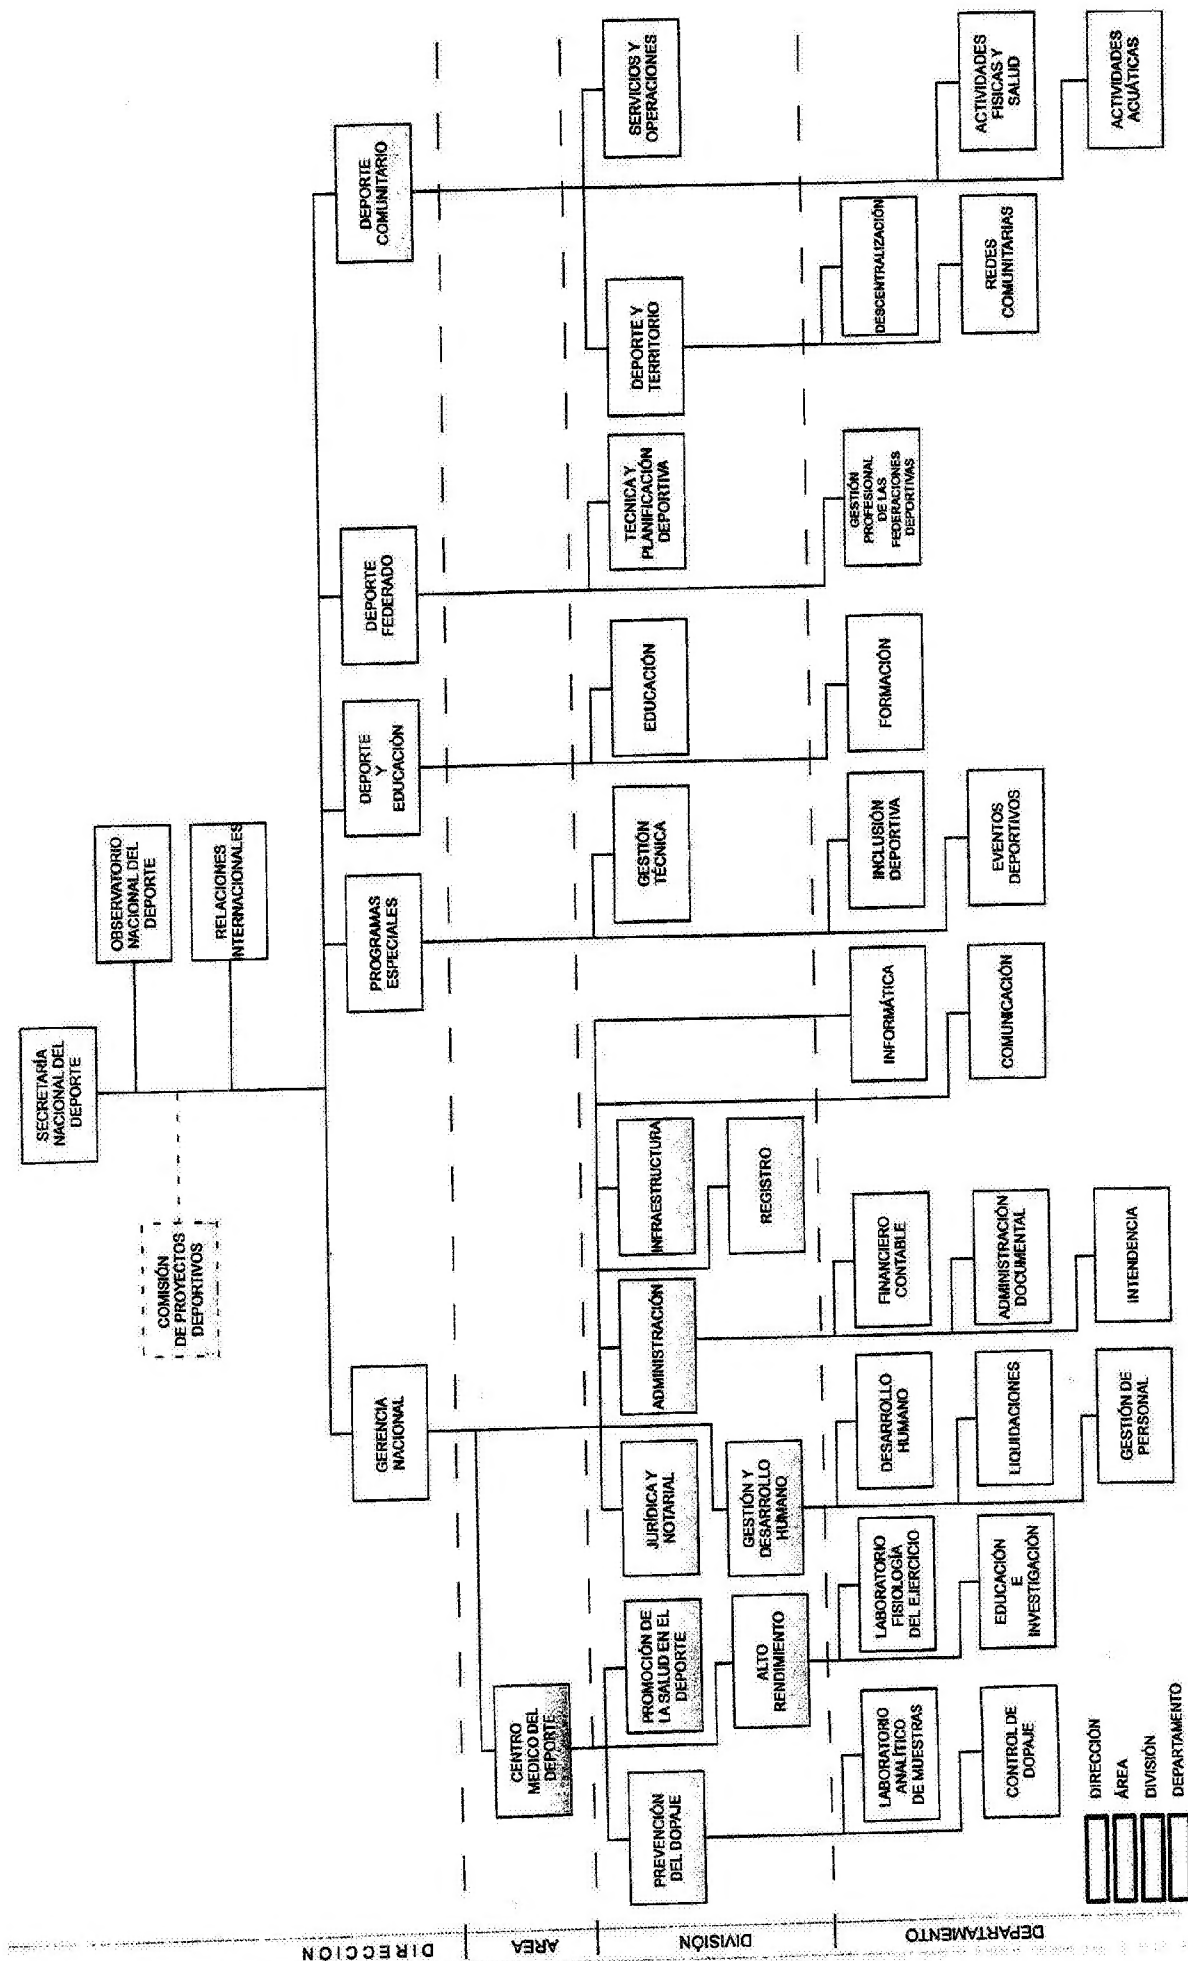 SECRETARÍA
NACIONAL DEL
DEPORTE
OBSERVATORIO
NACIONAL DEL
DEPORTE
RELACIONES
INTERNACIONALES
COMISIÓN
DE PROYECTOS
DEPORTIVOS
GERENCIA
NACIONAL
PROGRAMAS
ESPECIALES
DEPORTE
Y
EDUCACIÓN
DEPORTE
FEDERADO
DEPORTE
COMUNITARIO
CENTRO
MEDICO DEL
DEPORTE
PREVENCIÓN
DEL DOPAJE
PROMOCIÓN DE
LA SALUD EN EL
DEPORTE
JURÍDICA Y
NOTARIAL
ADMINISTRACIÓN
INFRAESTRUCTURA
GESTIÓN
TÉCNICA
EDUCACIÓN
TECNICA Y
PLANIFICACIÓN
DEPORTIVA
DEPORTE Y
TERRITORIO
SERVICIOS Y
OPERACIONES
ALTO
RENDIMIENTO
GESTIÓN Y
DESARROLLO
HUMANO
REGISTRO
LABORATORIO
ANALÍTICO
DE MUESTRAS
LABORATORIO
FISIOLOGÍA
DEL EJERCICIO
DESARROLLO
HUMANO
FINANCIERO
CONTABLE
INFORMÁTICA
INCLUSIÓN
DEPORTIVA
FORMACIÓN
GESTIÓN
PROFESIONAL
DE LAS
FEDERACIONES
DEPORTIVAS
DESCENTRALIZACIÓN
CONTROL DE
DOPAJE
EDUCACIÓN
E
INVESTIGACIÓN
LIQUIDACIONES
ADMINISTRACIÓN
DOCUMENTAL
COMUNICACIÓN
EVENTOS
DEPORTIVOS
REDES
COMUNITARIAS
ACTIVIDADES
FISICAS Y
SALUD
GESTIÓN DE
PERSONAL
INTENDENCIA
ACTIVIDADES
ACUÁTICAS
DIRECCION
AREA
DIVISIÓN
DEPARTAMENTO
DIRECCIÓN
ÁREA
DIVISIÓN
DEPARTAMENTO